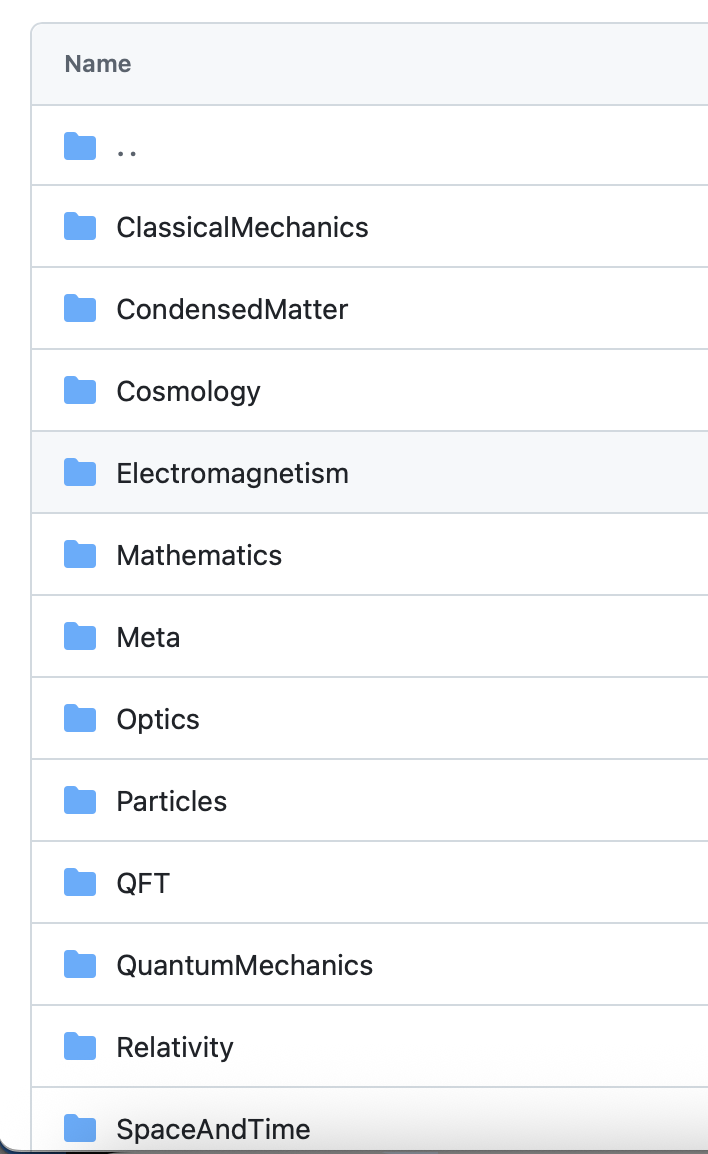 Name
..
ClassicalMechanics
CondensedMatter
Cosmology
Electromagnetism
Mathematics
Meta
Optics
Particles
QFT
QuantumMechanics
Relativity
SpaceAndTime